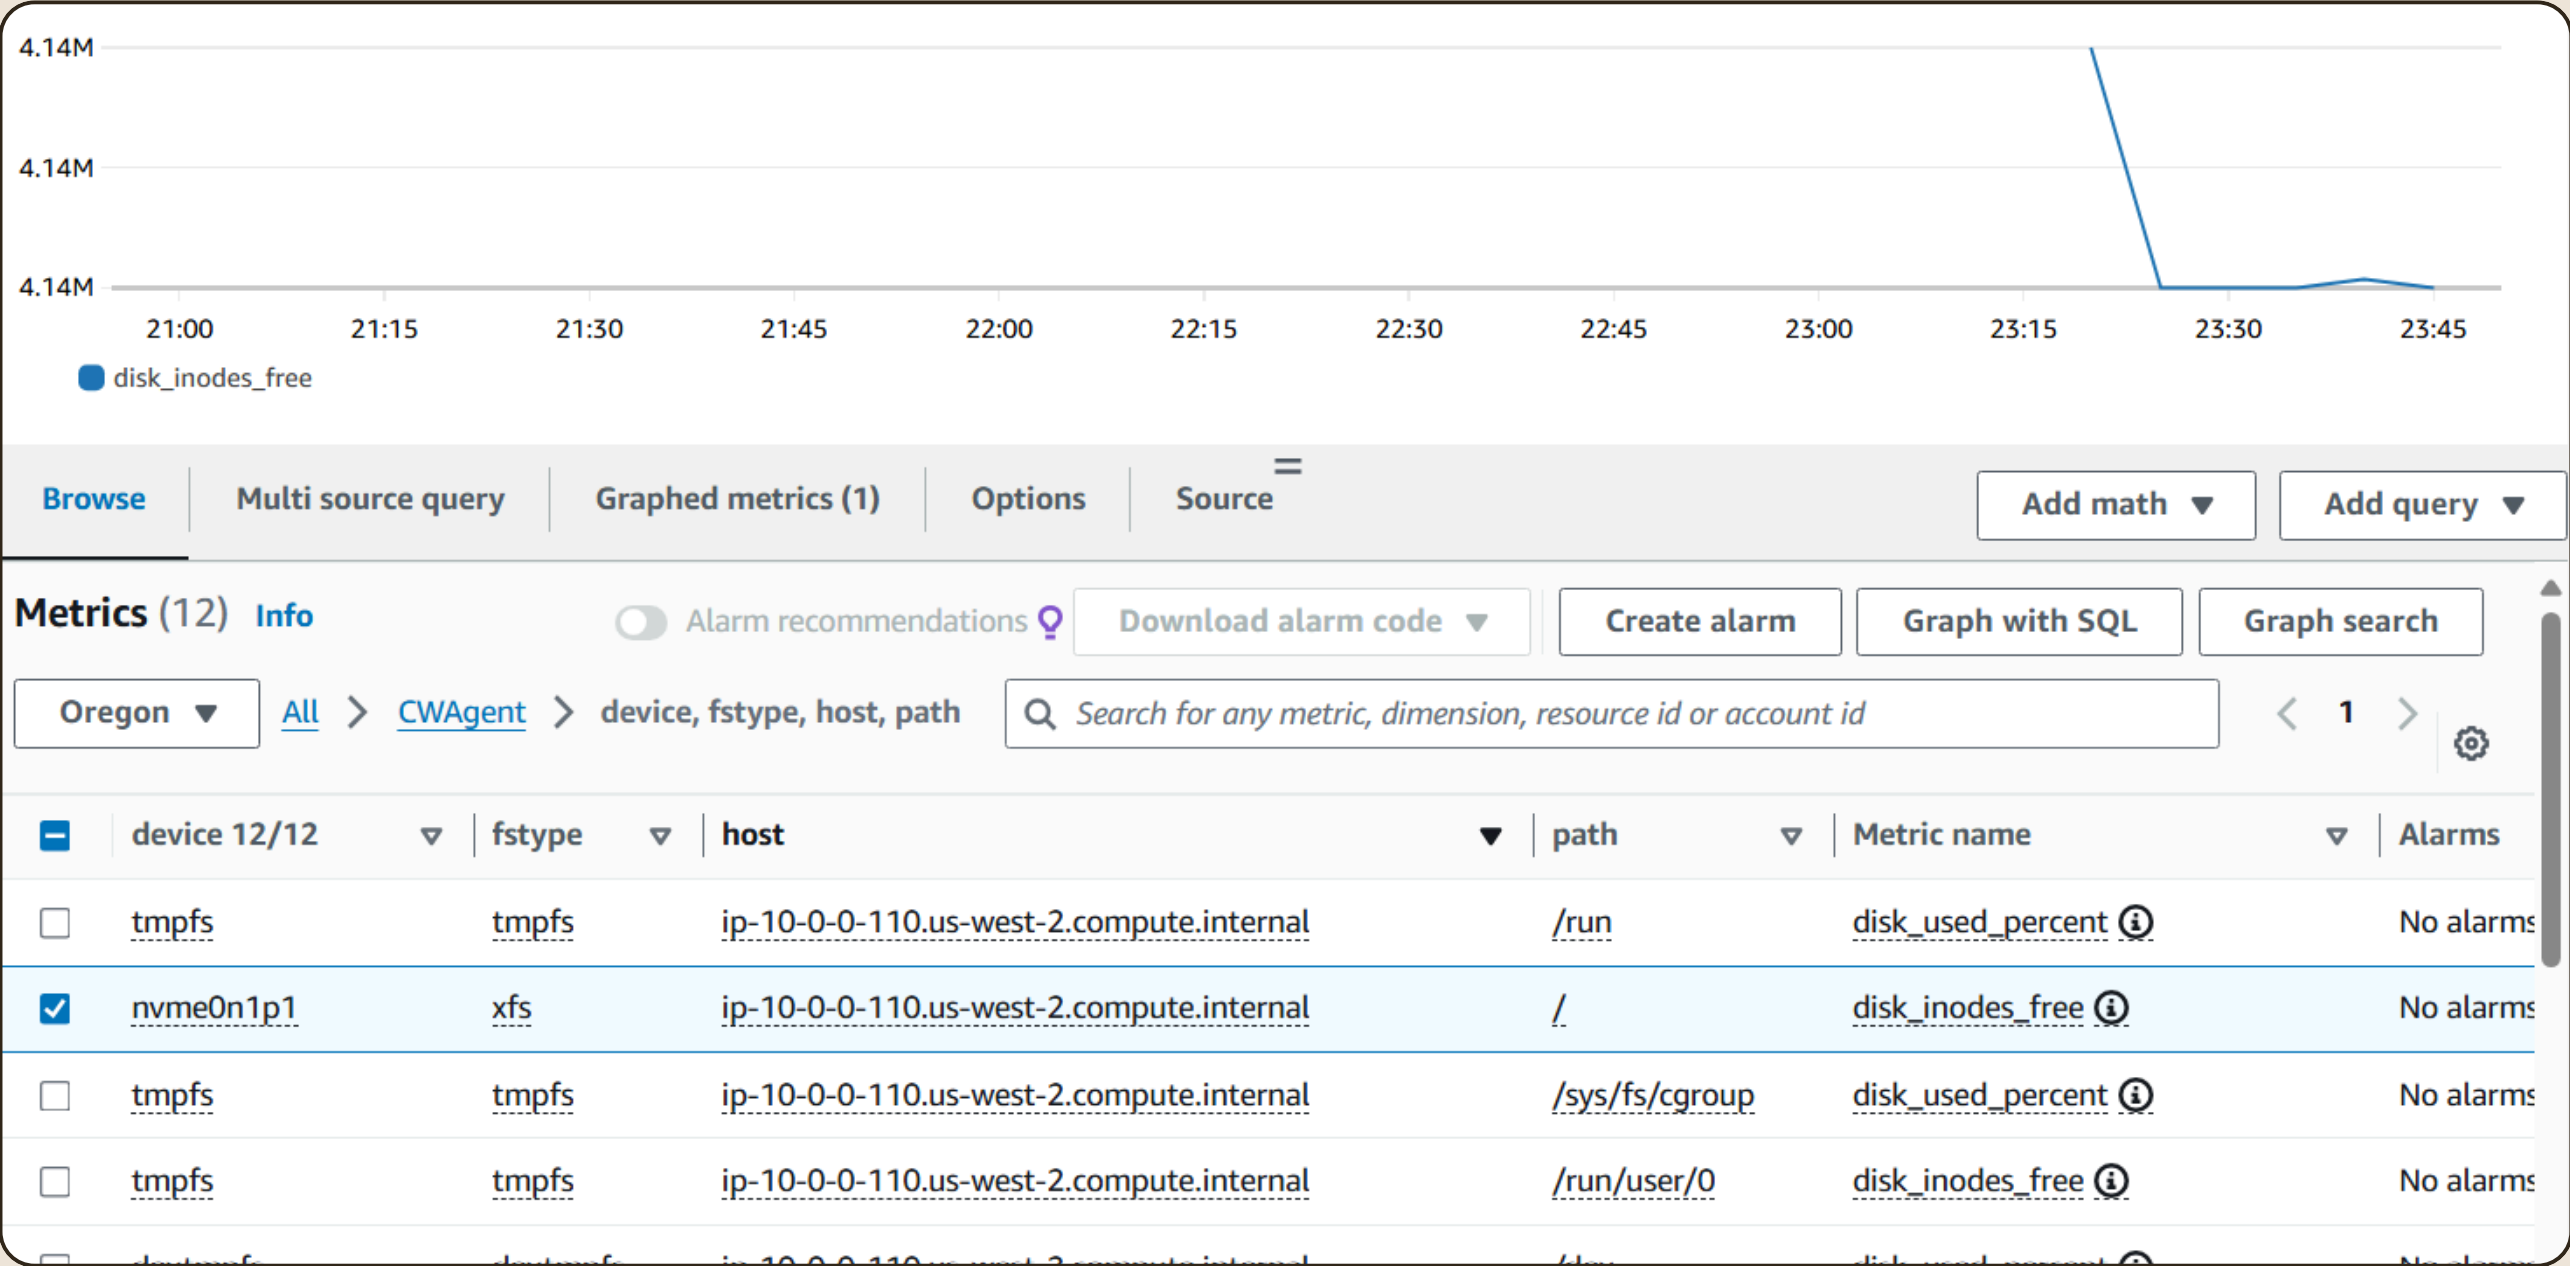 4.14M
4.14M
4.14M
21:00 21:15 21:30 21:45 22:00 22:15 22:30 22:45 23:00 23:15 23:30 23:45
disk_inodes_free
Browse Multi source query Graphed metrics (1) Options Source Add math Add query
Metrics (12) Info Alarm recommendations Download alarm code Create alarm Graph with SQL Graph search
Oregon All CWAgent device, fstype, host, path Search for any metric, dimension, resource id or account id 1
device 12/12 fstype host path Metric name Alarms
tmpfs tmpfs ip-10-0-0-110.us-west-2.compute.internal /run disk_used_percent No alarms
nvme0n1p1 xfs ip-10-0-0-110.us-west-2.compute.internal / disk_inodes_free No alarms
tmpfs tmpfs ip-10-0-0-110.us-west-2.compute.internal /sys/fs/cgroup disk_used_percent No alarms
tmpfs tmpfs ip-10-0-0-110.us-west-2.compute.internal /run/user/0 disk_inodes_free No alarms